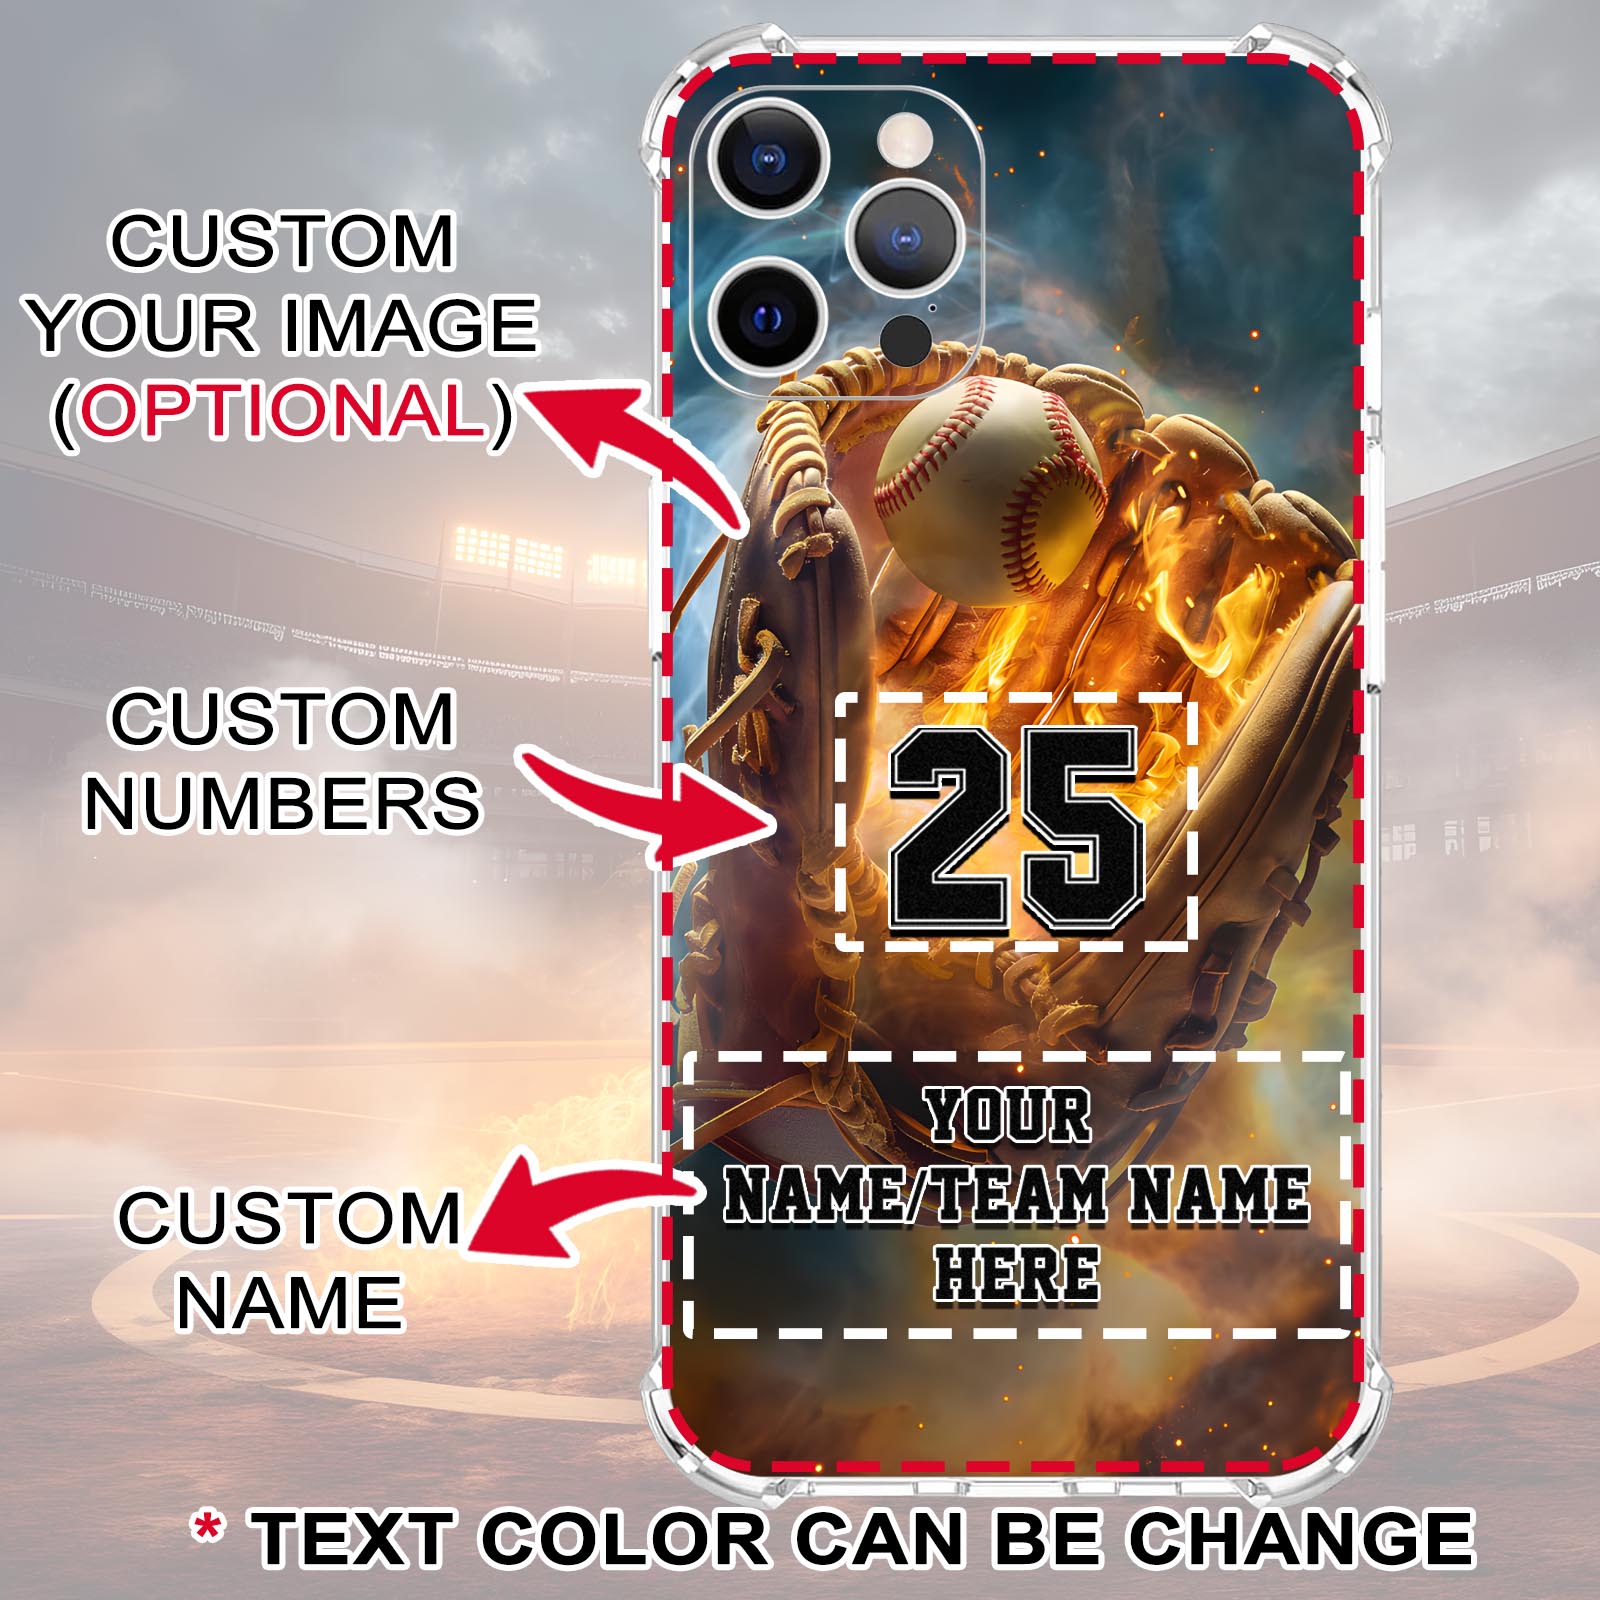 CUSTOM
YOUR IMAGE
(OPTIONAL)
CUSTOM
NUMBERS
25
YOUR
NAME/TEAM NAME
HERE
CUSTOM
NAME
* TEXT COLOR CAN BE CHANGE